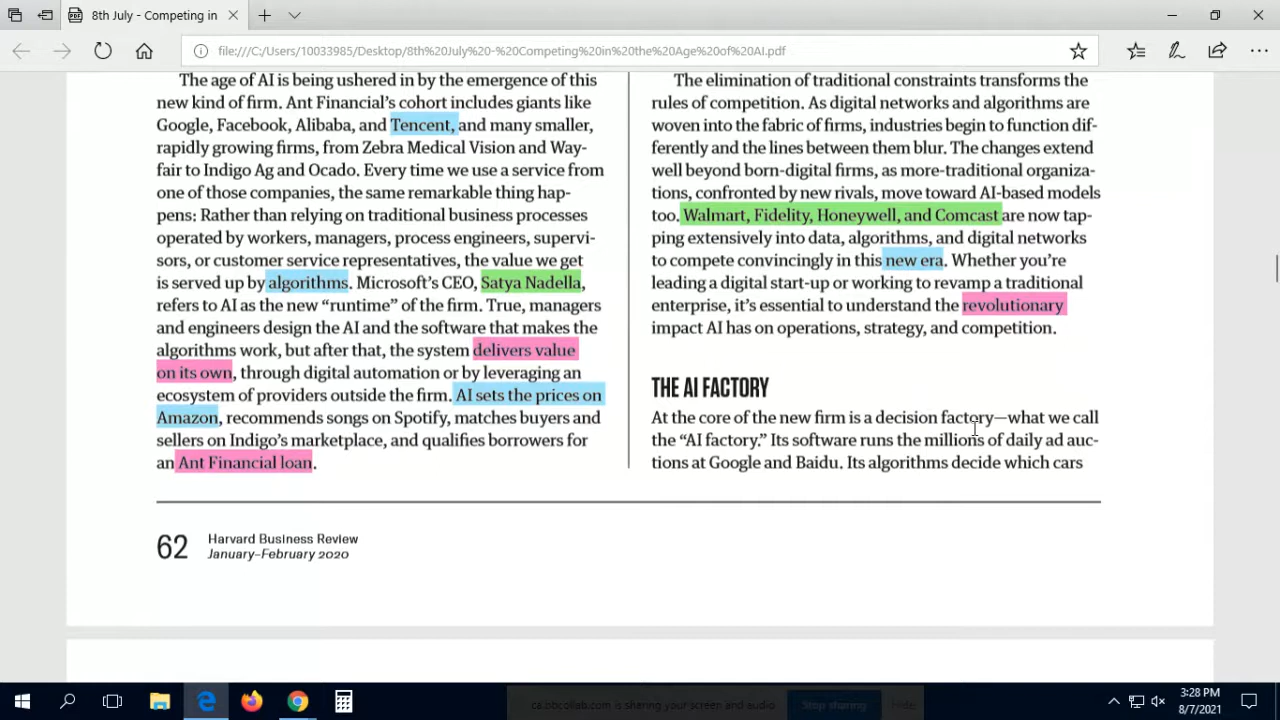 8th July - Competing in
file:///C:/Users/10033985/Desktop/8th%20July%20-%20Competing%20in%20the%20Age%20of%20AI.pdf
The age of AI is being ushered in by the emergence of this
new kind of firm. Ant Financial's cohort includes giants like
Google, Facebook, Alibaba, and Tencent, and many smaller,
rapidly growing firms, from Zebra Medical Vision and Way-
fair to Indigo Ag and Ocado. Every time we use a service from
one of those companies, the same remarkable thing hap-
pens: Rather than relying on traditional business processes
operated by workers, managers, process engineers, supervi-
sors, or customer service representatives, the value we get
is served up by algorithms. Microsoft's CEO, Satya Nadella,
refers to AI as the new “runtime” of the firm. True, managers
and engineers design the AI and the software that makes the
algorithms work, but after that, the system delivers value
on its own, through digital automation or by leveraging an
ecosystem of providers outside the firm. AI sets the prices on
Amazon, recommends songs on Spotify, matches buyers and
sellers on Indigo's marketplace, and qualifies borrowers for
an Ant Financial loan.
The elimination of traditional constraints transforms the
rules of competition. As digital networks and algorithms are
woven into the fabric of firms, industries begin to function dif-
ferently and the lines between them blur. The changes extend
well beyond born-digital firms, as more-traditional organiza-
tions, confronted by new rivals, move toward AI-based models
too. Walmart, Fidelity, Honeywell, and Comcast are now tap-
ping extensively into data, algorithms, and digital networks
to compete convincingly in this new era. Whether you're
leading a digital start-up or working to revamp a traditional
enterprise, it's essential to understand the revolutionary
impact AI has on operations, strategy, and competition.
THE AI FACTORY
At the core of the new firm is a decision factory—what we call
the “AI factory.” Its software runs the millions of daily ad auc-
tions at Google and Baidu. Its algorithms decide which cars
62
Harvard Business Review
January–February 2020
ca.bbcollab.com is sharing your screen and audio.
Stop sharing
Hide
3:28 PM
8/7/2021